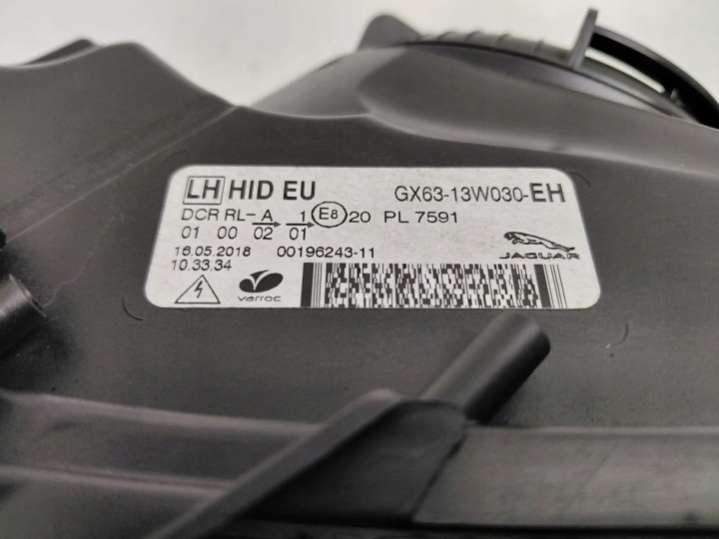 LH HID EU GX63-13W030-EH
DCR RL- A 1 E8 20 PL 7591
01 00 02 01
16.05.2018 00196243-11
10.33.34
JAGUAR
varroc